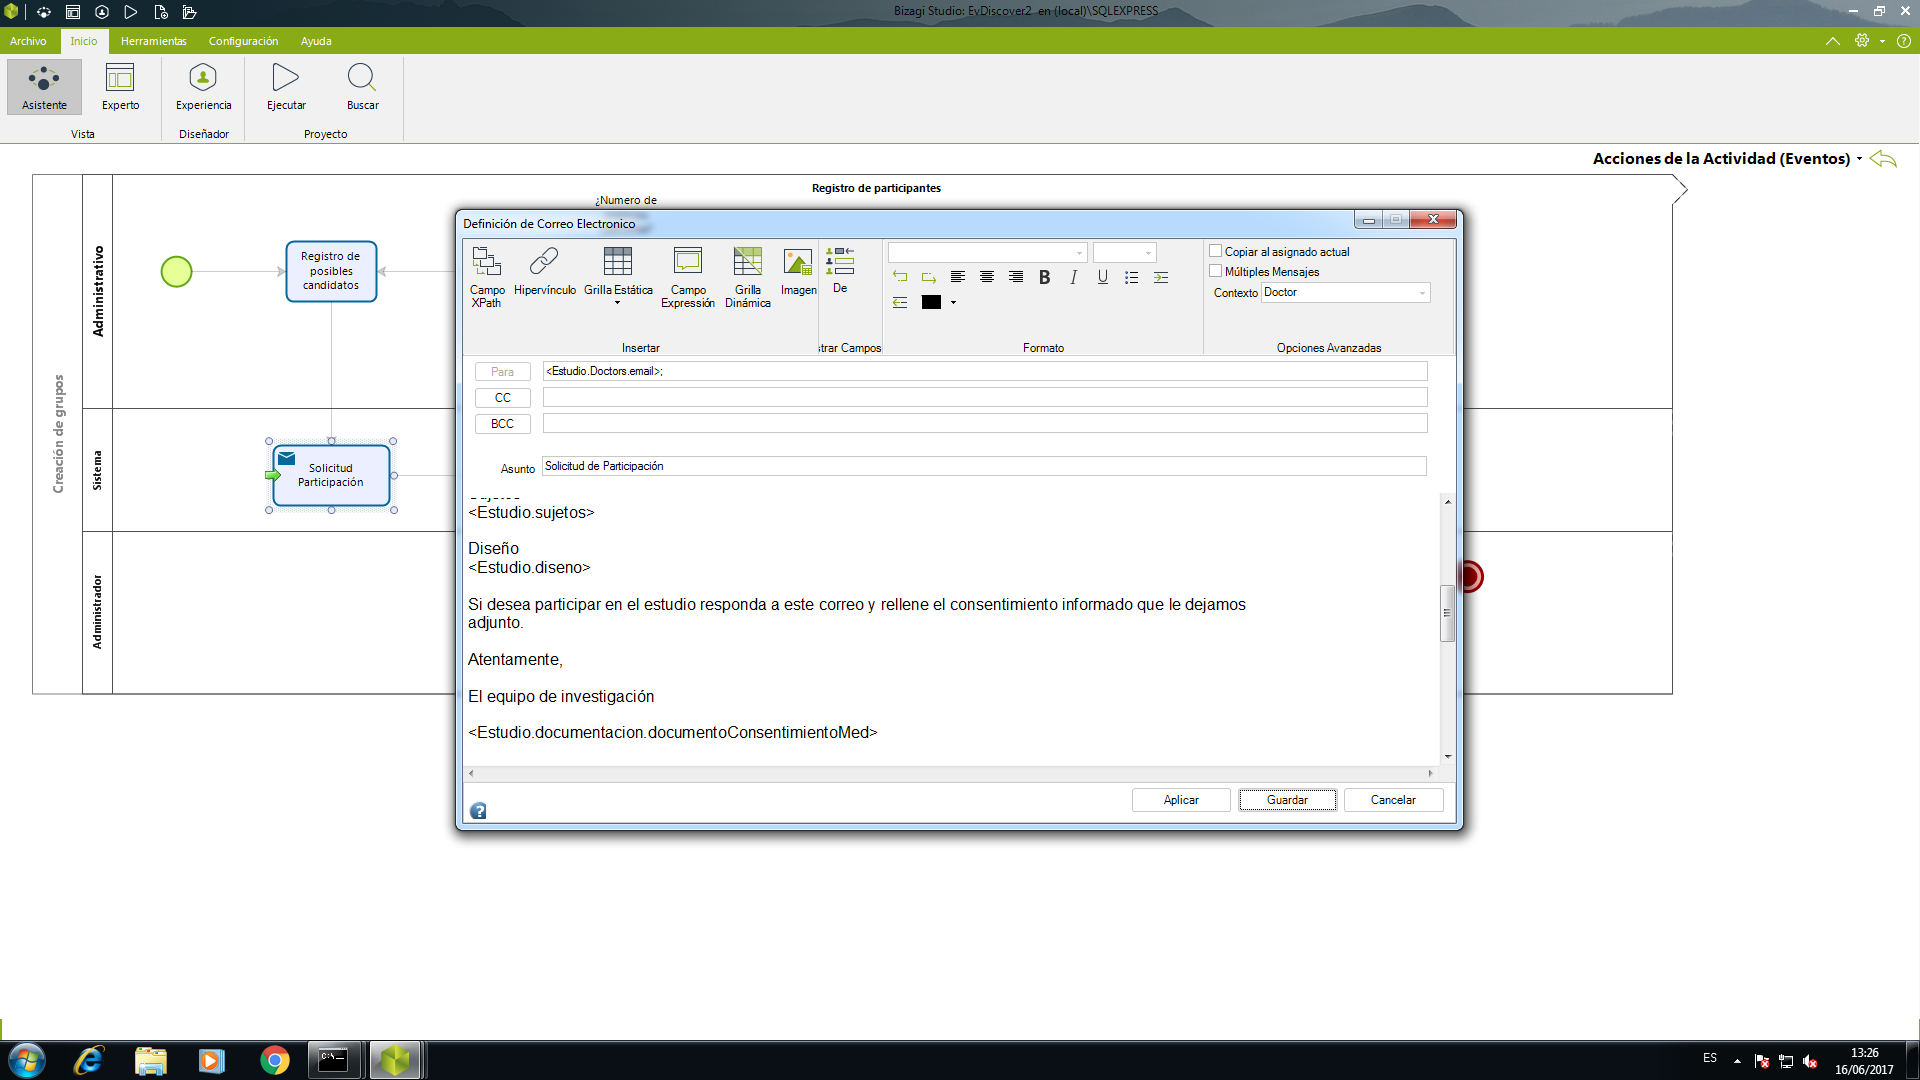 Bizagi Studio: EvDiscover2 en (local)\SQLEXPRESS
Archivo
Inicio
Herramientas
Configuración
Ayuda
Asistente
Experto
Experiencia
Ejecutar
Buscar
Vista
Diseñador
Proyecto
Acciones de la Actividad (Eventos)
Registro de participantes
¿Numero de
Creación de grupos
Administrativo
Sistema
Administrador
Registro de
posibles
candidatos
Solicitud
Participación
Definición de Correo Electronico
Campo
XPath
Hipervínculo
Grilla Estática
Campo
Expresión
Grilla
Dinámica
Imagen
De
Insertar
strar Campos
Formato
B I U
Copiar al asignado actual
Múltiples Mensajes
Contexto Doctor
Opciones Avanzadas
Para <Estudio.Doctors.email>;
CC
BCC
Asunto Solicitud de Participación
Sujetos
<Estudio.sujetos>
Diseño
<Estudio.diseno>
Si desea participar en el estudio responda a este correo y rellene el consentimiento informado que le dejamos
adjunto.
Atentamente,
El equipo de investigación
<Estudio.documentacion.documentoConsentimientoMed>
Aplicar
Guardar
Cancelar
C:\_
ES
13:26
16/06/2017